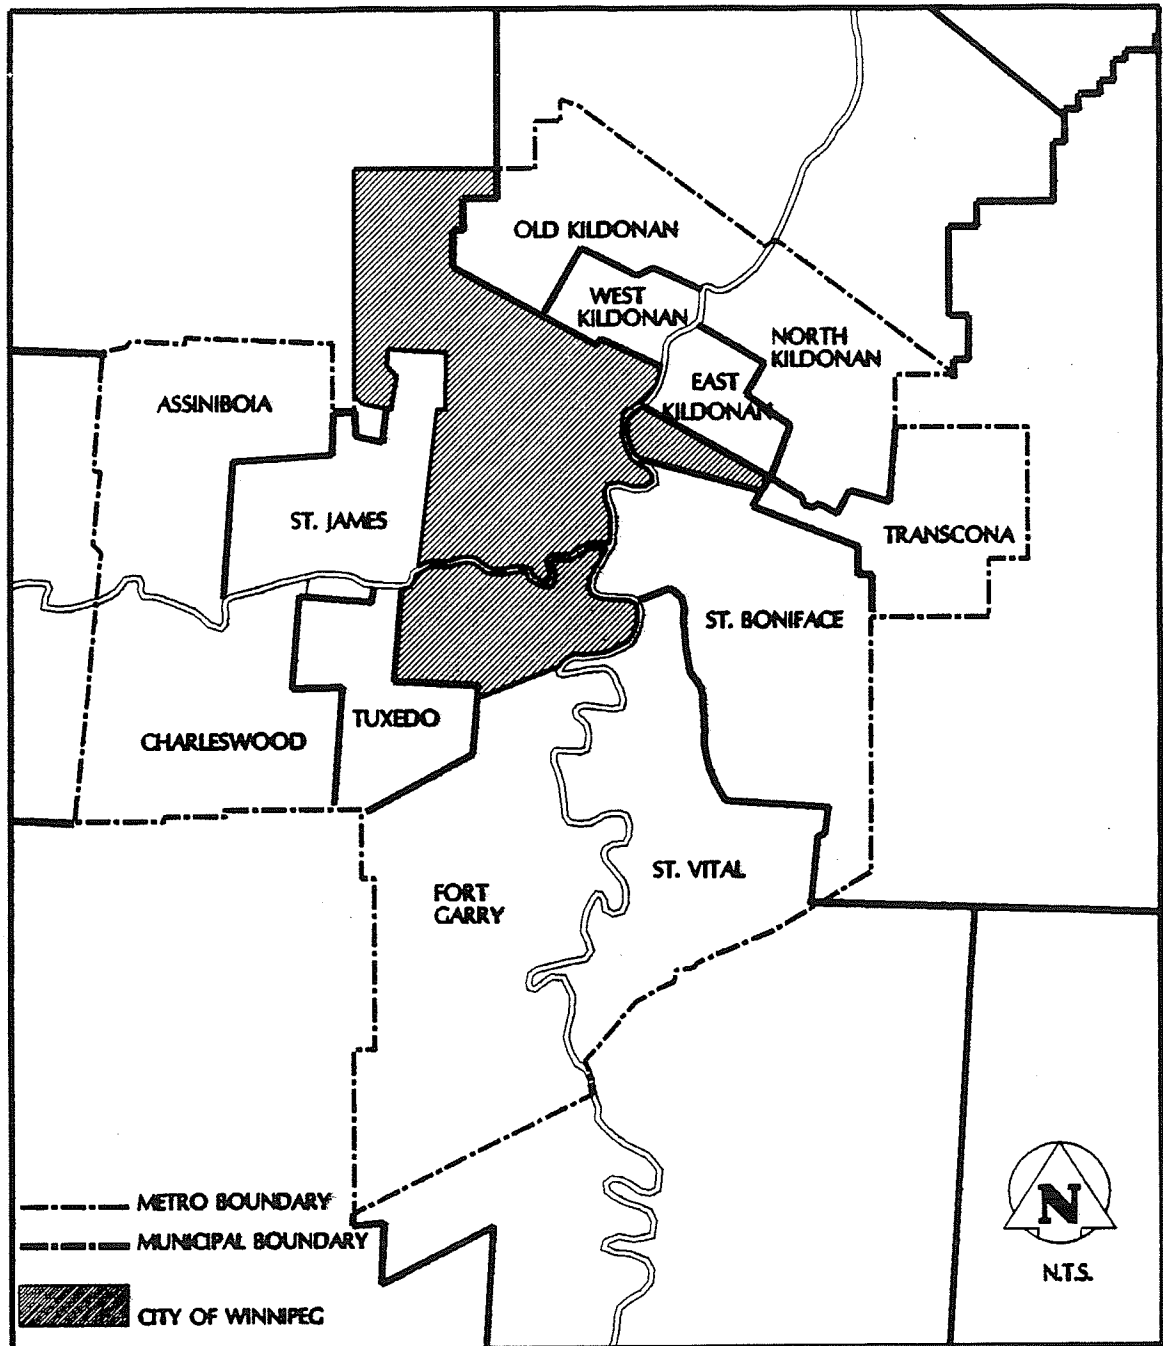 OLD KILDONAN
WEST
KILDONAN
NORTH
KILDONAN
EAST
KILDONAN
ASSINIBOIA
ST. JAMES
TRANSCONA
ST. BONIFACE
TUXEDO
CHARLESWOOD
ST. VITAL
FORT
GARRY
METRO BOUNDARY
MUNICIPAL BOUNDARY
CITY OF WINNIPEG
N
N.T.S.